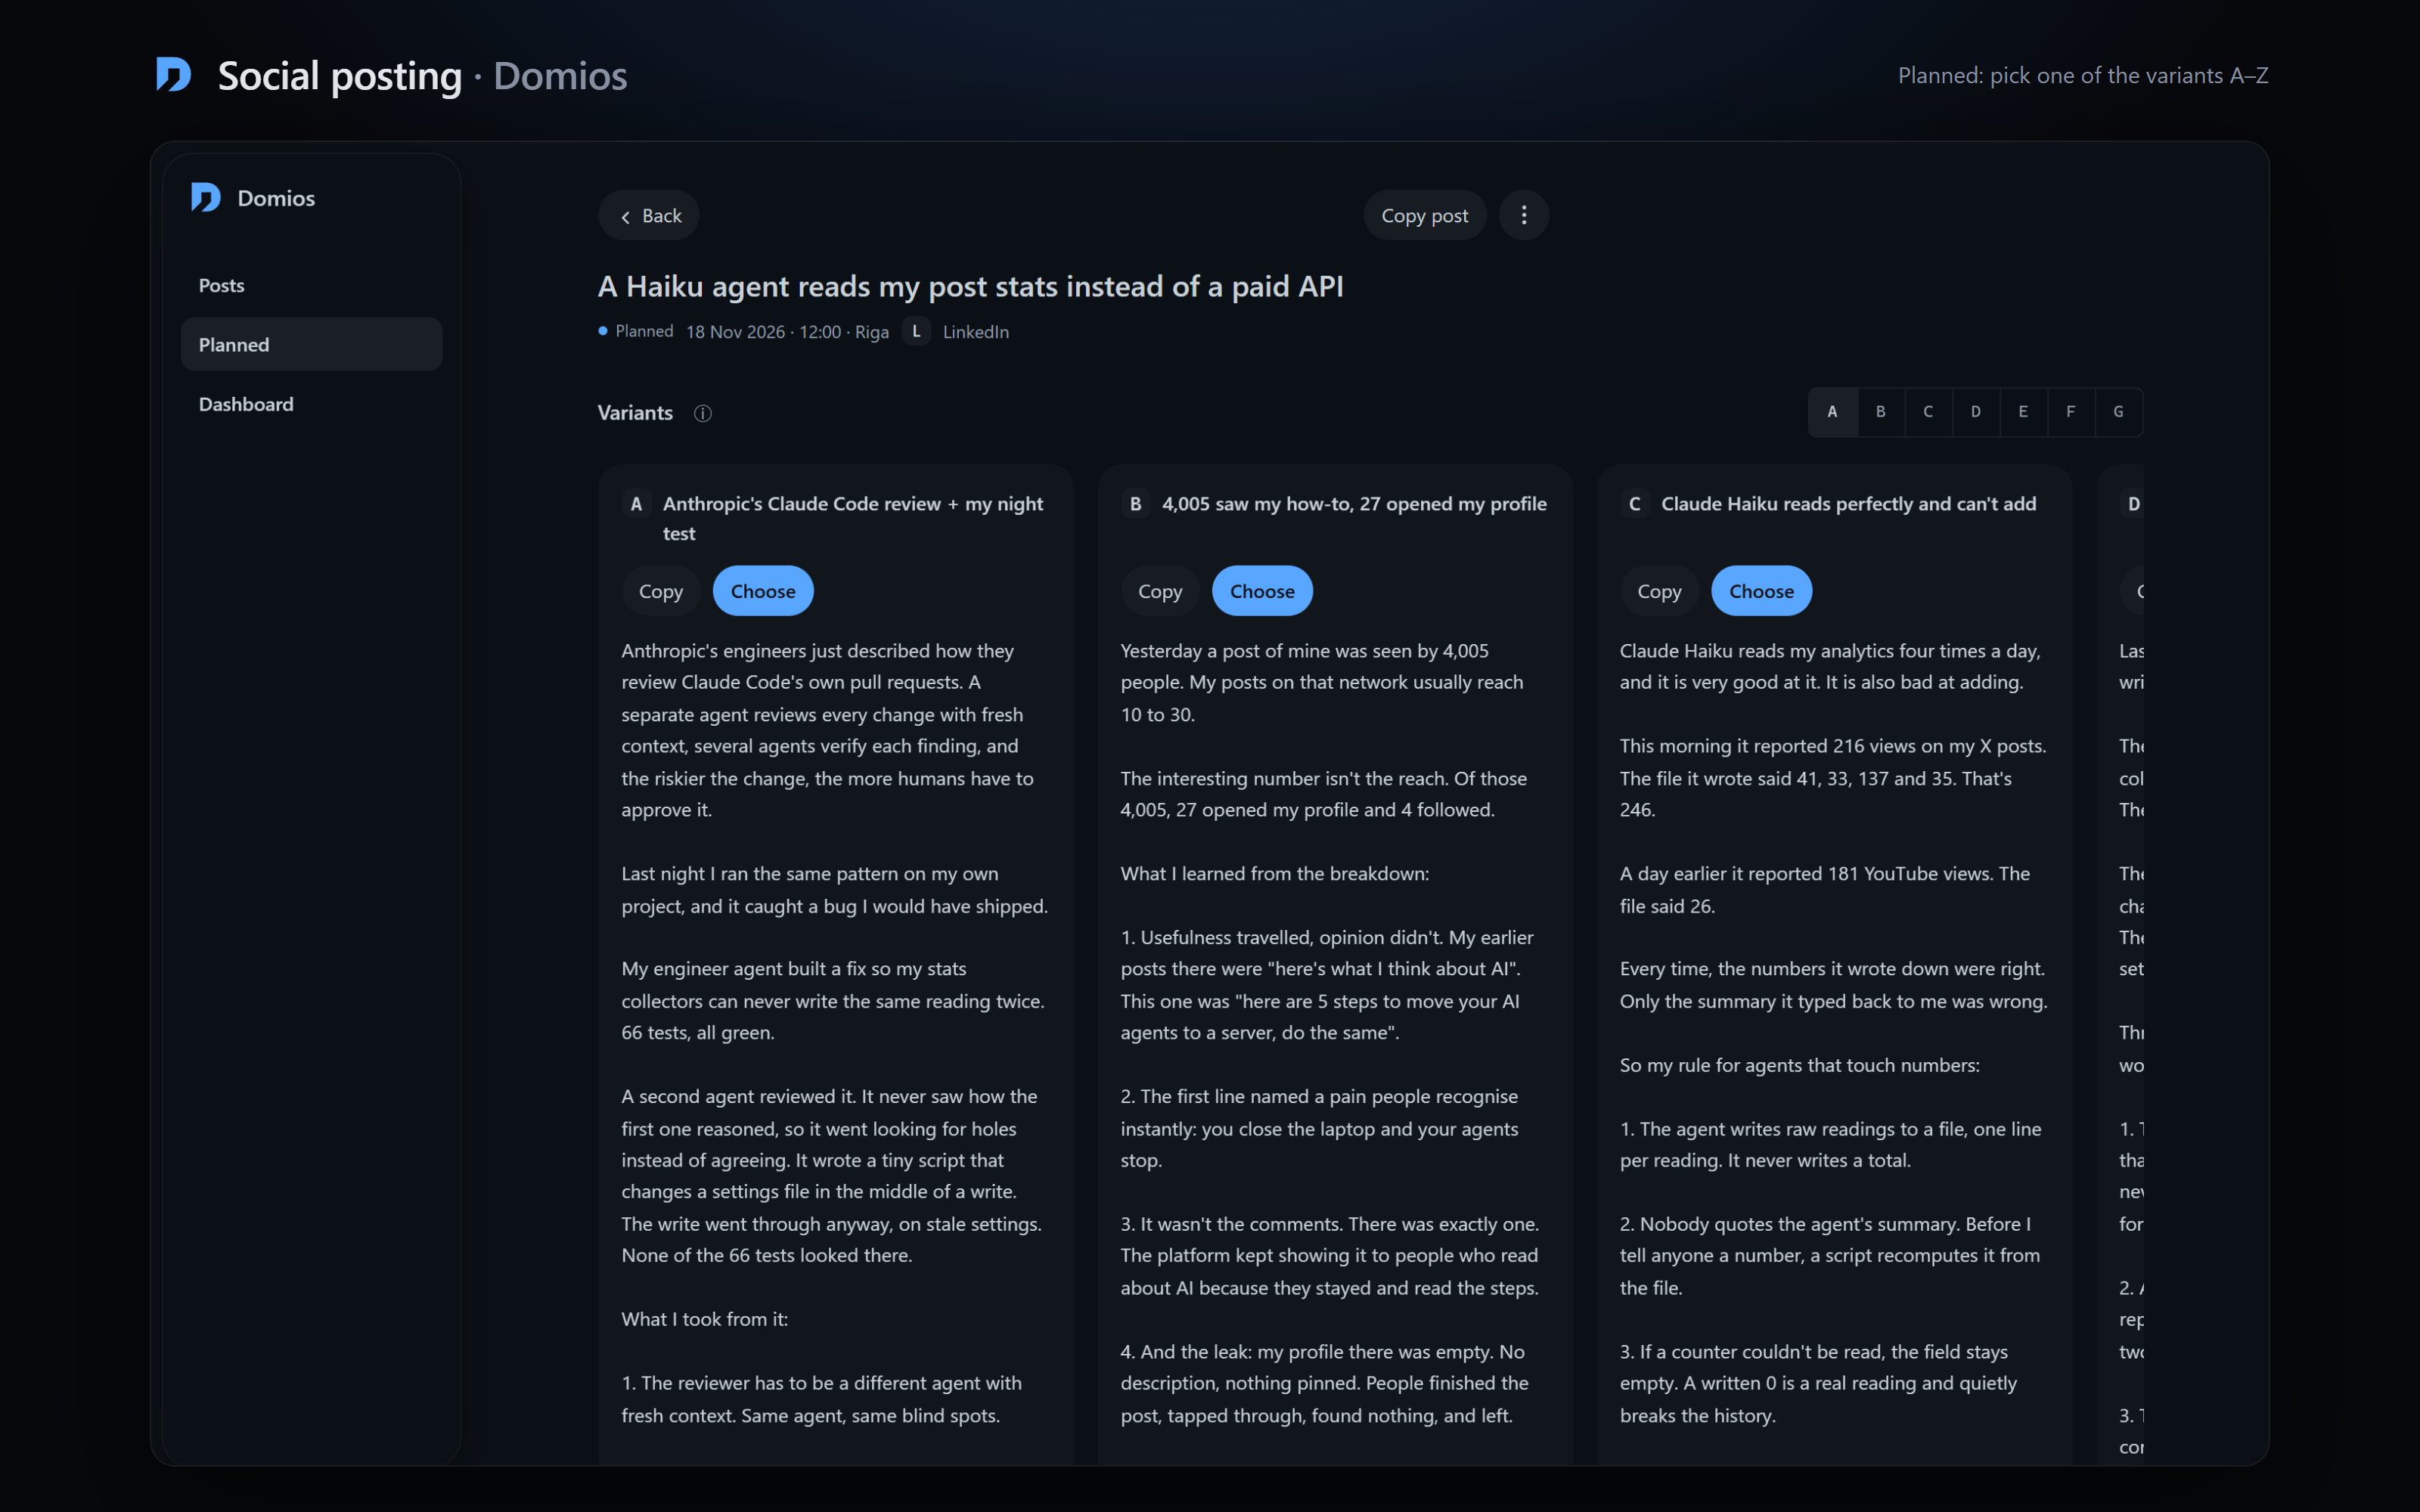 Social posting · Domios
Planned: pick one of the variants A–Z
Domios
Posts
Planned
Dashboard
Back
Copy post
A Haiku agent reads my post stats instead of a paid API
Planned 18 Nov 2026 · 12:00 · Riga L LinkedIn
Variants
A B C D E F G
A Anthropic's Claude Code review + my night
test
Copy Choose
Anthropic's engineers just described how they
review Claude Code's own pull requests. A
separate agent reviews every change with fresh
context, several agents verify each finding, and
the riskier the change, the more humans have to
approve it.
Last night I ran the same pattern on my own
project, and it caught a bug I would have shipped.
My engineer agent built a fix so my stats
collectors can never write the same reading twice.
66 tests, all green.
A second agent reviewed it. It never saw how the
first one reasoned, so it went looking for holes
instead of agreeing. It wrote a tiny script that
changes a settings file in the middle of a write.
The write went through anyway, on stale settings.
None of the 66 tests looked there.
What I took from it:
1. The reviewer has to be a different agent with
fresh context. Same agent, same blind spots.
B 4,005 saw my how-to, 27 opened my profile
Copy Choose
Yesterday a post of mine was seen by 4,005
people. My posts on that network usually reach
10 to 30.
The interesting number isn't the reach. Of those
4,005, 27 opened my profile and 4 followed.
What I learned from the breakdown:
1. Usefulness travelled, opinion didn't. My earlier
posts there were "here's what I think about AI".
This one was "here are 5 steps to move your AI
agents to a server, do the same".
2. The first line named a pain people recognise
instantly: you close the laptop and your agents
stop.
3. It wasn't the comments. There was exactly one.
The platform kept showing it to people who read
about AI because they stayed and read the steps.
4. And the leak: my profile there was empty. No
description, nothing pinned. People finished the
post, tapped through, found nothing, and left.
C Claude Haiku reads perfectly and can't add
Copy Choose
Claude Haiku reads my analytics four times a day,
and it is very good at it. It is also bad at adding.
This morning it reported 216 views on my X posts.
The file it wrote said 41, 33, 137 and 35. That's
246.
A day earlier it reported 181 YouTube views. The
file said 26.
Every time, the numbers it wrote down were right.
Only the summary it typed back to me was wrong.
So my rule for agents that touch numbers:
1. The agent writes raw readings to a file, one line
per reading. It never writes a total.
2. Nobody quotes the agent's summary. Before I
tell anyone a number, a script recomputes it from
the file.
3. If a counter couldn't be read, the field stays
empty. A written 0 is a real reading and quietly
breaks the history.
D